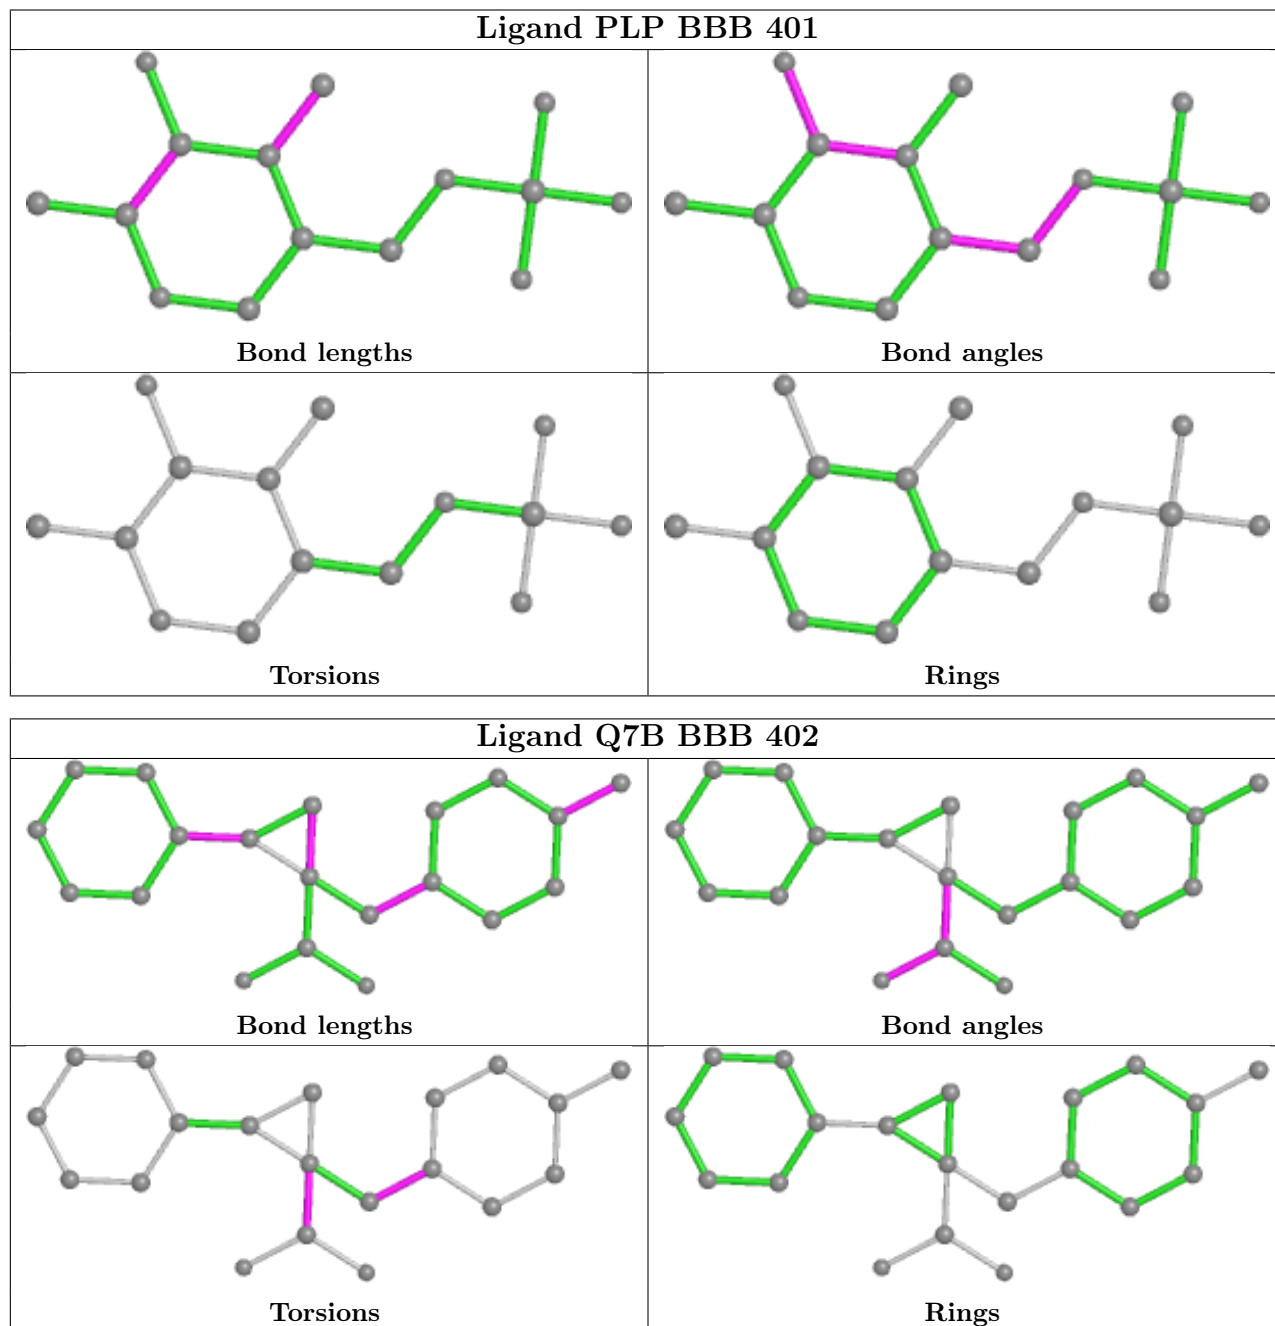 Ligand PLP BBB 401
Bond lengths
Bond angles
Torsions
Rings
Ligand Q7B BBB 402
Bond lengths
Bond angles
Torsions
Rings